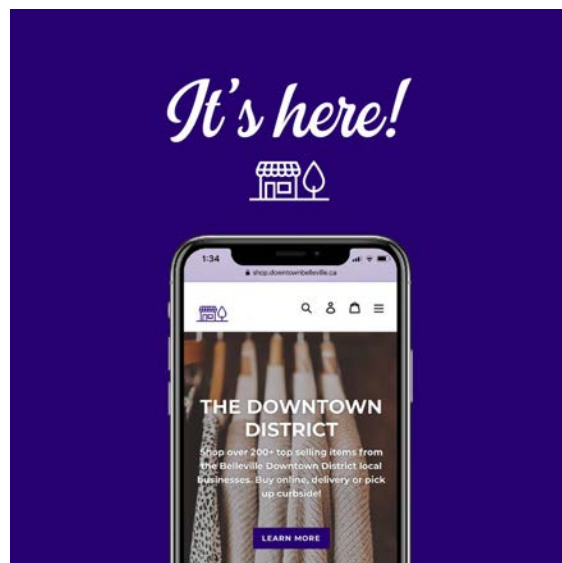 It's here!
1:34
shop.downtownbelleville.ca
THE DOWNTOWN
DISTRICT
Shop over 200+ top selling items from
the Belleville Downtown District local
businesses. Buy online, delivery or pick
up curbside!
LEARN MORE